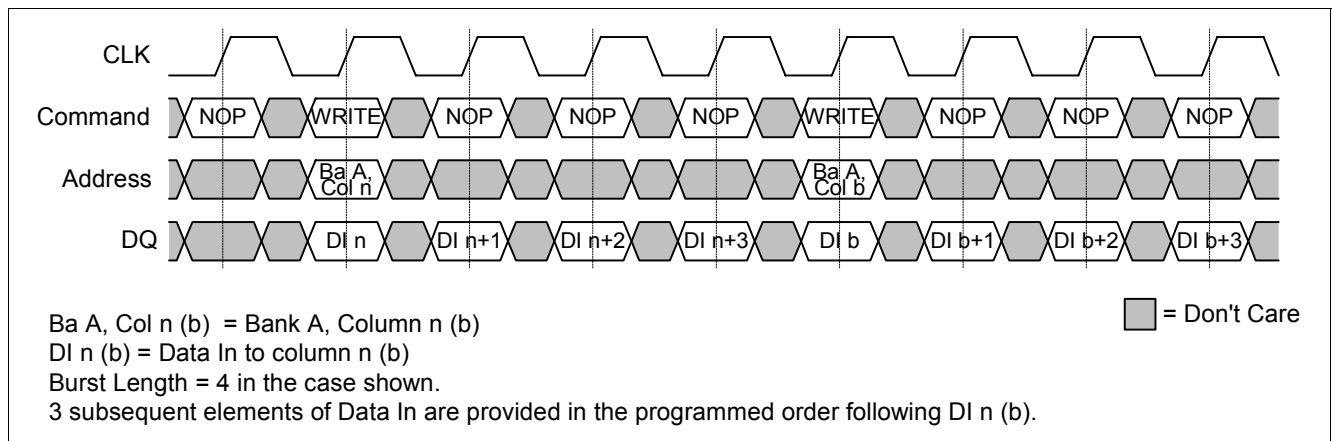 CLK
Command NOP WRITE NOP NOP NOP WRITE NOP NOP NOP
Address Ba A, Col n Ba A, Col b
DQ DI n DI n+1 DI n+2 DI n+3 DI b DI b+1 DI b+2 DI b+3
Ba A, Col n (b) = Bank A, Column n (b)
= Don't Care
DI n (b) = Data In to column n (b)
Burst Length = 4 in the case shown.
3 subsequent elements of Data In are provided in the programmed order following DI n (b).